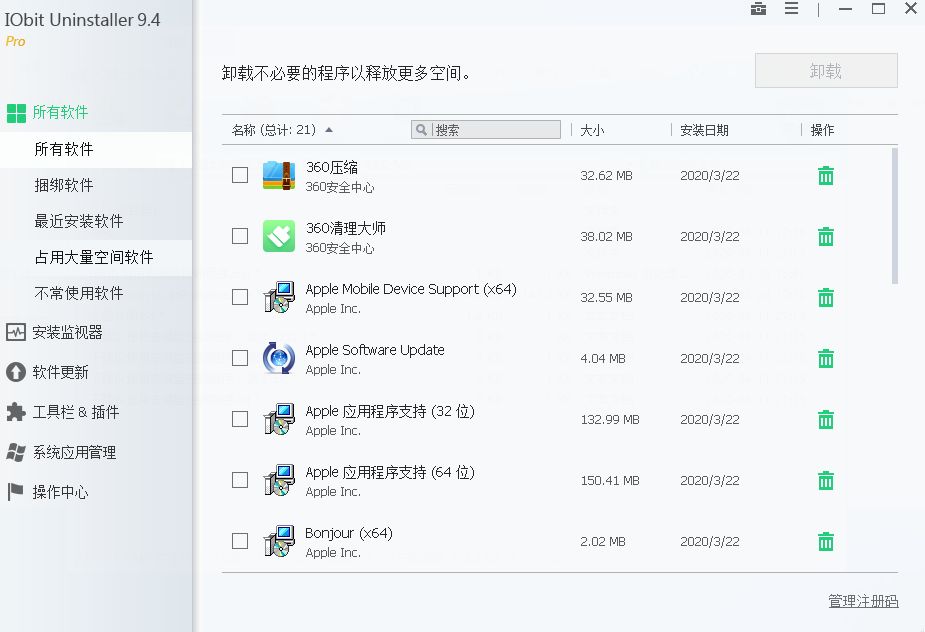 IObit Uninstaller 9.4
Pro
卸载不必要的程序以释放更多空间。
卸载
所有软件
所有软件
捆绑软件
最近安装软件
占用大量空间软件
不常使用软件
安装监视器
软件更新
工具栏 & 插件
系统应用管理
操作中心
名称 (总计: 21) 搜索 大小 安装日期 操作
360压缩
360安全中心
32.62 MB 2020/3/22
360清理大师
360安全中心
38.02 MB 2020/3/22
Apple Mobile Device Support (x64)
Apple Inc.
32.55 MB 2020/3/22
Apple Software Update
Apple Inc.
4.04 MB 2020/3/22
Apple 应用程序支持 (32 位)
Apple Inc.
132.99 MB 2020/3/22
Apple 应用程序支持 (64 位)
Apple Inc.
150.41 MB 2020/3/22
Bonjour (x64)
Apple Inc.
2.02 MB 2020/3/22
管理注册码